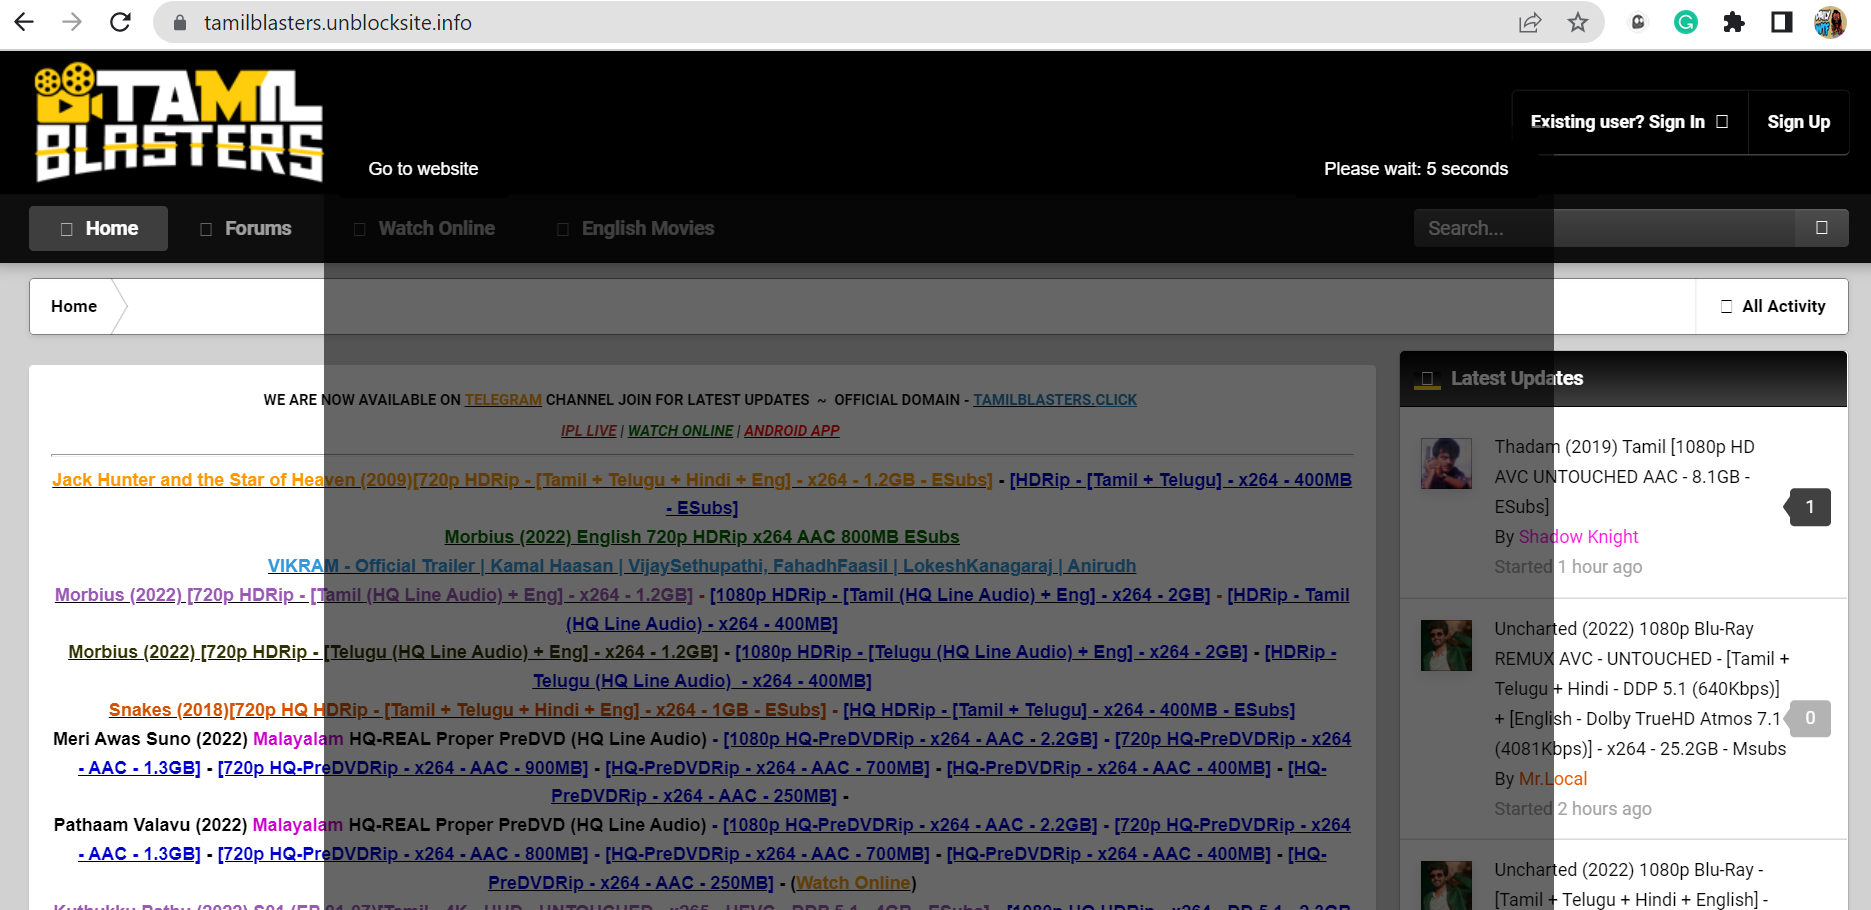 tamilblasters.unblocksite.info
TAMIL
BLASTERS
Existing user? Sign In
Sign Up
Go to website
Please wait: 5 seconds
Home
Forums
Watch Online
English Movies
Search...
Home
All Activity
WE ARE NOW AVAILABLE ON TELEGRAM CHANNEL JOIN FOR LATEST UPDATES ~ OFFICIAL DOMAIN - TAMILBLASTERS.CLICK
IPL LIVE | WATCH ONLINE | ANDROID APP
Jack Hunter and the Star of Heaven (2009)[720p HDRip - [Tamil + Telugu + Hindi + Eng] - x264 - 1.2GB - ESubs] - [HDRip - [Tamil + Telugu] - x264 - 400MB
- ESubs]
Morbius (2022) English 720p HDRip x264 AAC 800MB ESubs
VIKRAM - Official Trailer | Kamal Haasan | VijaySethupathi, FahadhFaasil | LokeshKanagaraj | Anirudh
Morbius (2022) [720p HDRip - [Tamil (HQ Line Audio) + Eng] - x264 - 1.2GB] - [1080p HDRip - [Tamil (HQ Line Audio) + Eng] - x264 - 2GB] - [HDRip - Tamil
(HQ Line Audio) - x264 - 400MB]
Morbius (2022) [720p HDRip - [Telugu (HQ Line Audio) + Eng] - x264 - 1.2GB] - [1080p HDRip - [Telugu (HQ Line Audio) + Eng] - x264 - 2GB] - [HDRip -
Telugu (HQ Line Audio) - x264 - 400MB]
Snakes (2018)[720p HQ HDRip - [Tamil + Telugu + Hindi + Eng] - x264 - 1GB - ESubs] - [HQ HDRip - [Tamil + Telugu] - x264 - 400MB - ESubs]
Meri Awas Suno (2022) Malayalam HQ-REAL Proper PreDVD (HQ Line Audio) - [1080p HQ-PreDVDRip - x264 - AAC - 2.2GB] - [720p HQ-PreDVDRip - x264
- AAC - 1.3GB] - [720p HQ-PreDVDRip - x264 - AAC - 900MB] - [HQ-PreDVDRip - x264 - AAC - 700MB] - [HQ-PreDVDRip - x264 - AAC - 400MB] - [HQ-
PreDVDRip - x264 - AAC - 250MB] -
Pathaam Valavu (2022) Malayalam HQ-REAL Proper PreDVD (HQ Line Audio) - [1080p HQ-PreDVDRip - x264 - AAC - 2.2GB] - [720p HQ-PreDVDRip - x264
- AAC - 1.3GB] - [720p HQ-PreDVDRip - x264 - AAC - 800MB] - [HQ-PreDVDRip - x264 - AAC - 700MB] - [HQ-PreDVDRip - x264 - AAC - 400MB] - [HQ-
PreDVDRip - x264 - AAC - 250MB] - (Watch Online)
Latest Updates
Thadam (2019) Tamil [1080p HD
AVC UNTOUCHED AAC - 8.1GB -
ESubs]
1
By Shadow Knight
Started 1 hour ago
Uncharted (2022) 1080p Blu-Ray
REMUX AVC - UNTOUCHED - [Tamil +
Telugu + Hindi - DDP 5.1 (640Kbps)]
+ [English - Dolby TrueHD Atmos 7.1
0
(4081Kbps)] - x264 - 25.2GB - Msubs
By Mr.Local
Started 2 hours ago
Uncharted (2022) 1080p Blu-Ray -
[Tamil + Telugu + Hindi + English] -